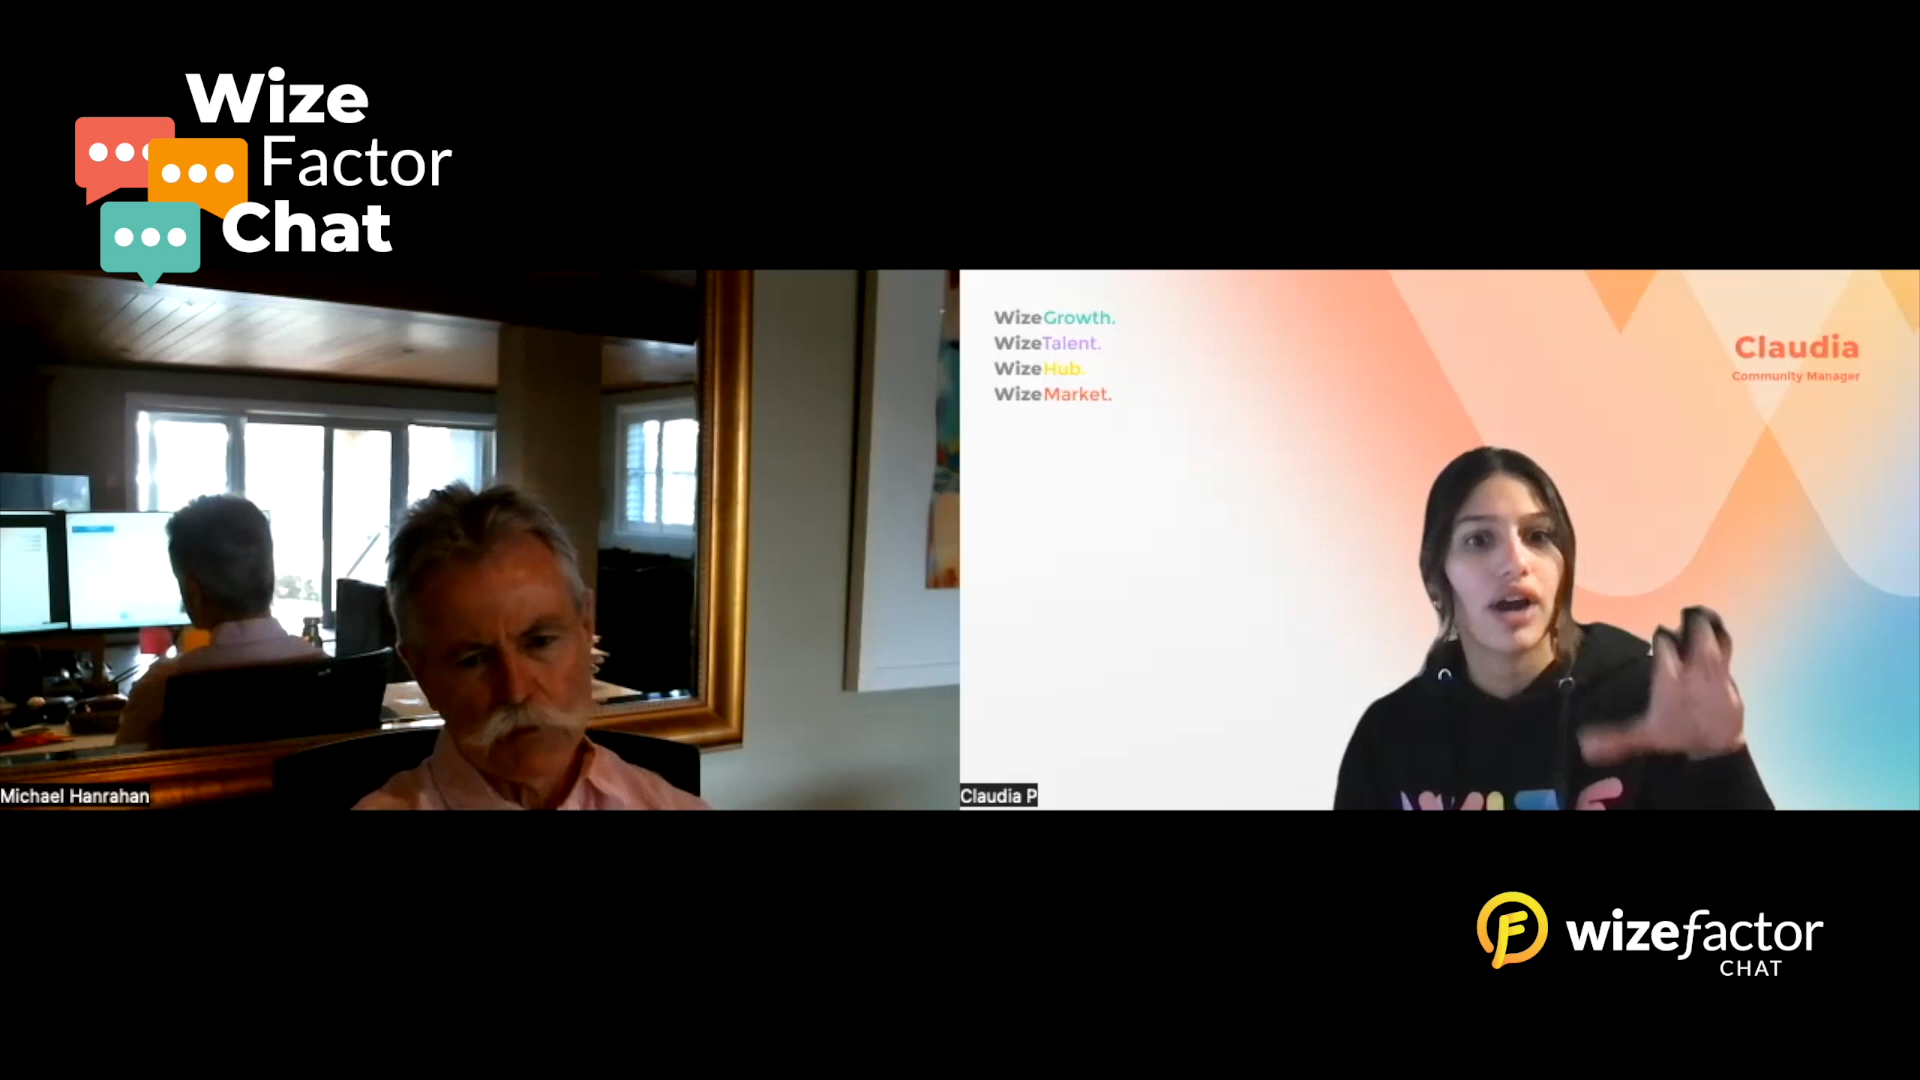 Wize
Factor
Chat
WizeGrowth.
WizeTalent.
WizeHub.
WizeMarket.
Claudia
Community Manager
Michael Hanrahan
Claudia P
wizefactor
CHAT